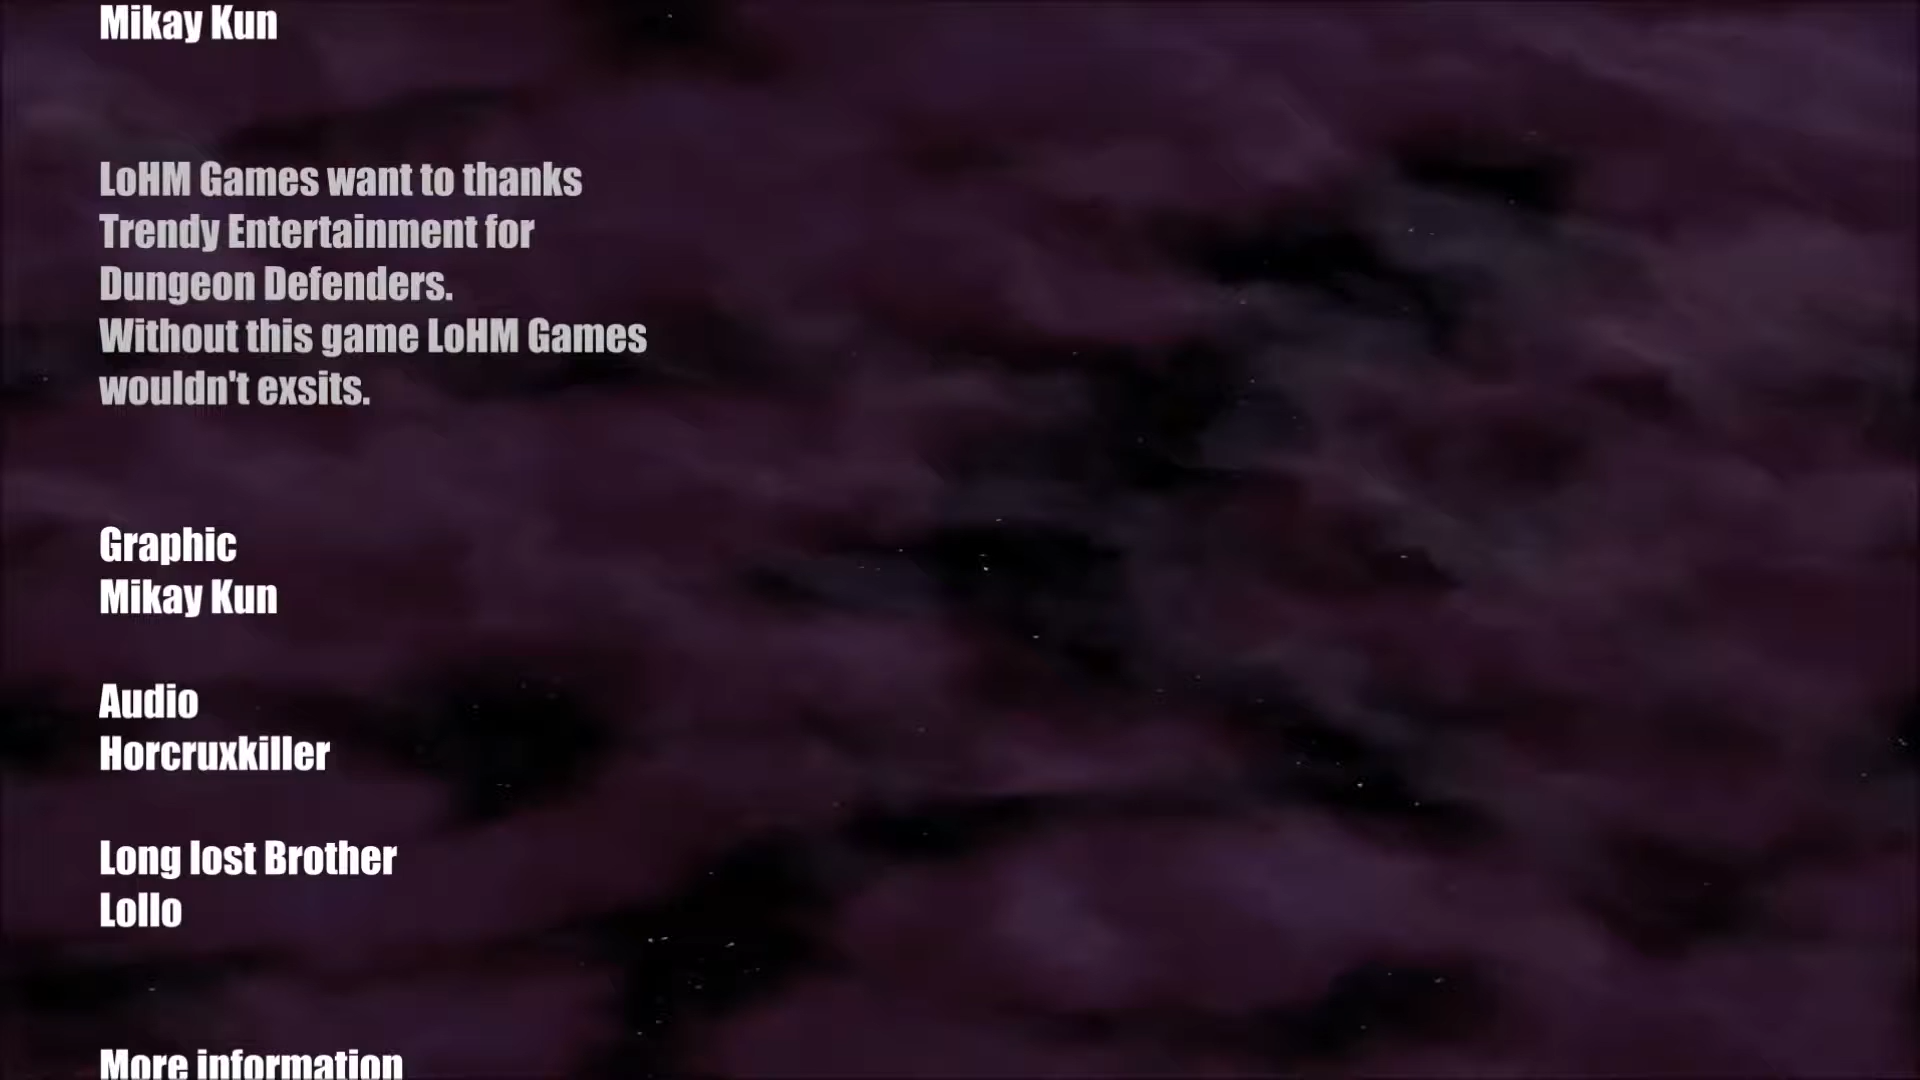 Mikay Kun
LoHM Games want to thanks
Trendy Entertainment for
Dungeon Defenders.
Without this game LoHM Games
wouldn't exsits.
Graphic
Mikay Kun
Audio
Horcruxkiller
Long lost Brother
Lollo
More information